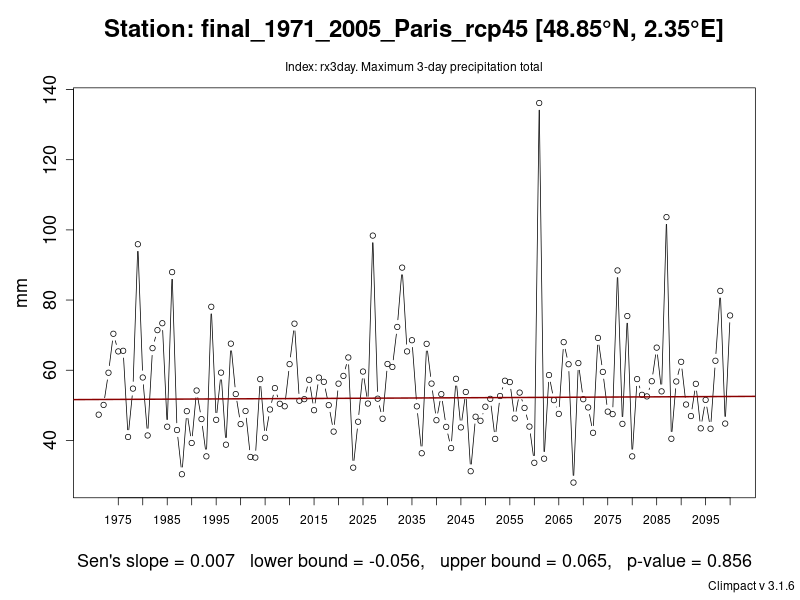 Station: final_1971_2005_Paris_rcp45 [48.85°N, 2.35°E]
Index: rx3day. Maximum 3-day precipitation total
140
120
100
80
60
40
mm
1975 1985 1995 2005 2015 2025 2035 2045 2055 2065 2075 2085 2095
Sen's slope = 0.007 lower bound = -0.056, upper bound = 0.065, p-value = 0.856
Climpact v 3.1.6